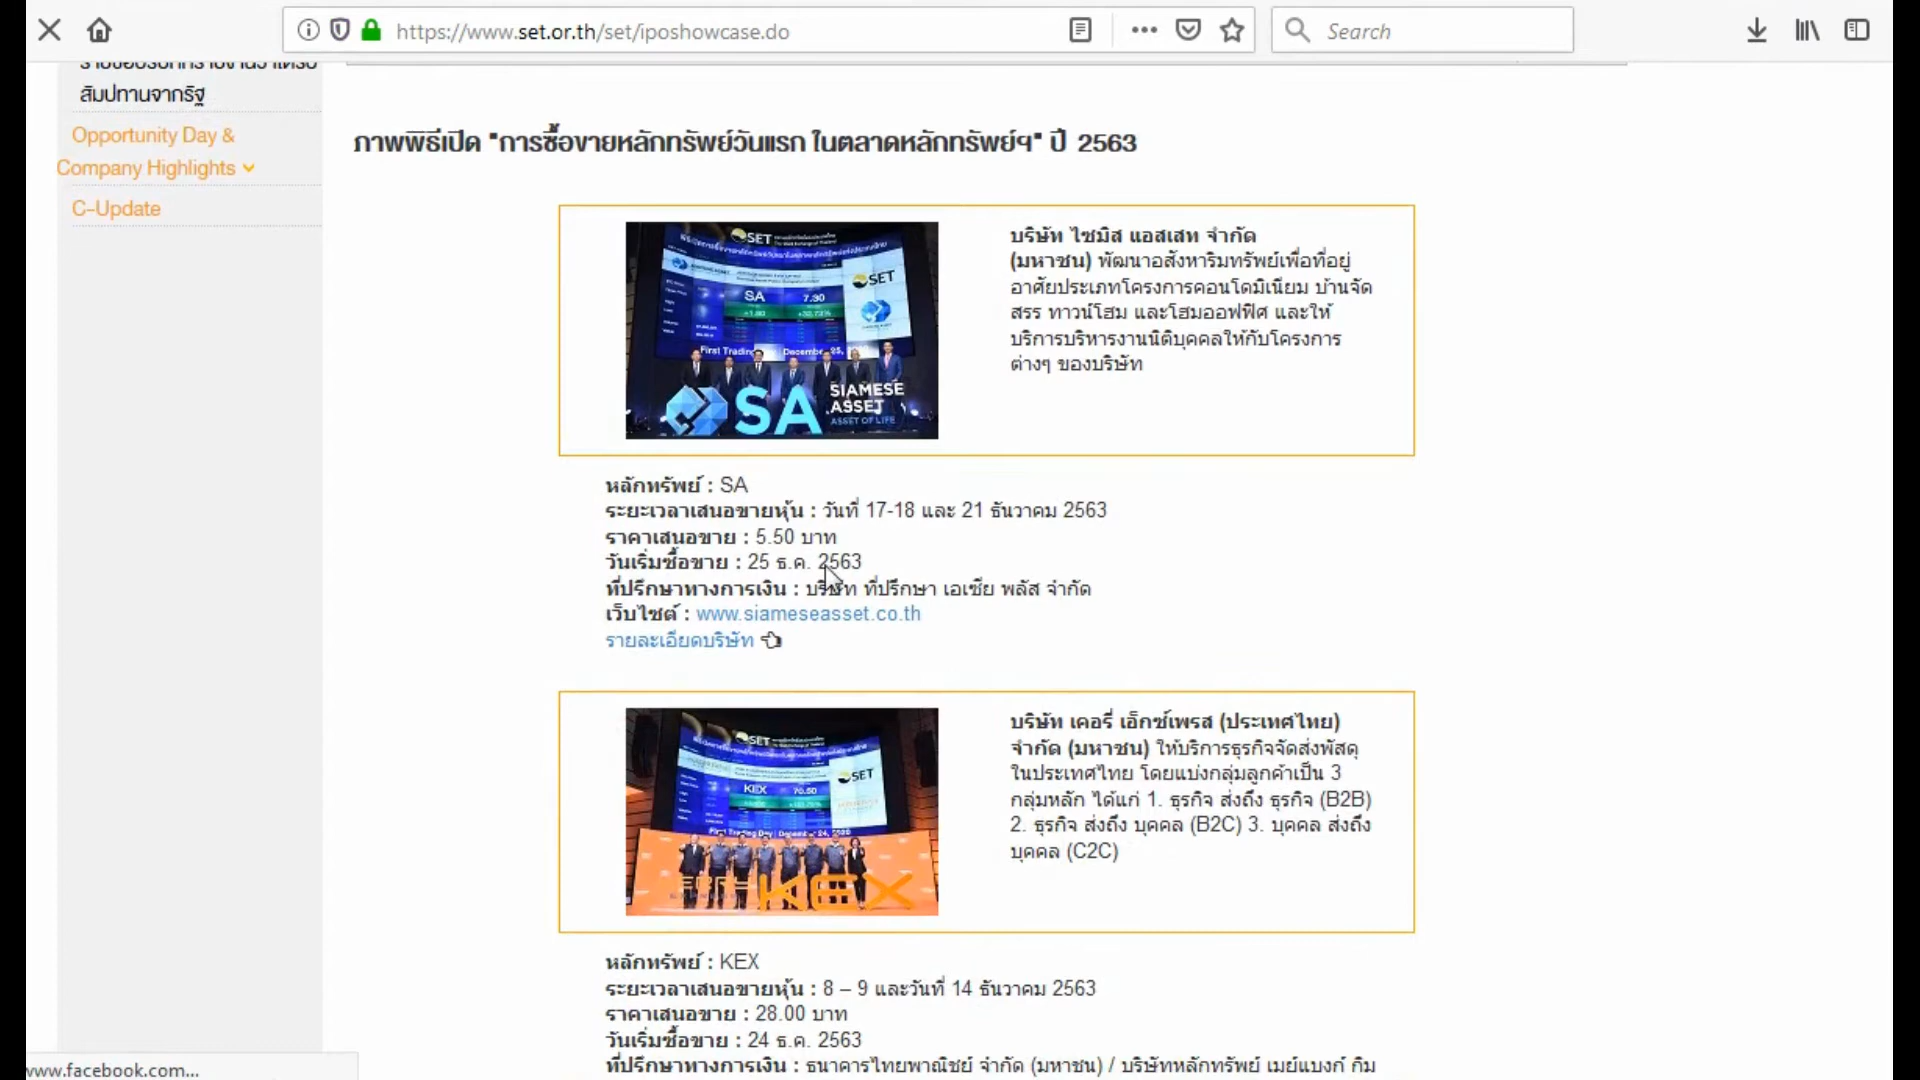 https://www.set.or.th/set/iposhowcase.do
Search
สัมปทานจากรัฐ
Opportunity Day &
Company Highlights
C-Update
ภาพพิธีเปิด "การซื้อขายหลักทรัพย์วันแรก ในตลาดหลักทรัพย์ฯ" ปี 2563
SET
SET
SA 7.30
First Trading December 25, 2020
SA SIAMESE
ASSET
ASSET OF LIFE
บริษัท ไซมิส แอสเสท จำกัด
(มหาชน) พัฒนาอสังหาริมทรัพย์เพื่อที่อยู่
อาศัยประเภทโครงการคอนโดมิเนียม บ้านจัด
สรร ทาวน์โฮม และโฮมออฟฟิศ และให้
บริการบริหารงานนิติบุคคลให้กับโครงการ
ต่างๆ ของบริษัท
หลักทรัพย์ : SA
ระยะเวลาเสนอขายหุ้น : วันที่ 17-18 และ 21 ธันวาคม 2563
ราคาเสนอขาย : 5.50 บาท
วันเริ่มซื้อขาย : 25 ธ.ค. 2563
ที่ปรึกษาทางการเงิน : บริษัท ที่ปรึกษา เอเซีย พลัส จำกัด
เว็บไซต์ : www.siameseasset.co.th
รายละเอียดบริษัท
SET
SET
KEX 70.50
First Trading Day | December 24, 2020
KEX
บริษัท เคอรี่ เอ็กซ์เพรส (ประเทศไทย)
จำกัด (มหาชน) ให้บริการธุรกิจจัดส่งพัสดุ
ในประเทศไทย โดยแบ่งกลุ่มลูกค้าเป็น 3
กลุ่มหลัก ได้แก่ 1. ธุรกิจ ส่งถึง ธุรกิจ (B2B)
2. ธุรกิจ ส่งถึง บุคคล (B2C) 3. บุคคล ส่งถึง
บุคคล (C2C)
หลักทรัพย์ : KEX
ระยะเวลาเสนอขายหุ้น : 8 – 9 และวันที่ 14 ธันวาคม 2563
ราคาเสนอขาย : 28.00 บาท
วันเริ่มซื้อขาย : 24 ธ.ค. 2563
ที่ปรึกษาทางการเงิน : ธนาคารไทยพาณิชย์ จำกัด (มหาชน) / บริษัทหลักทรัพย์ เมย์แบงก์ กิม
www.facebook.com...